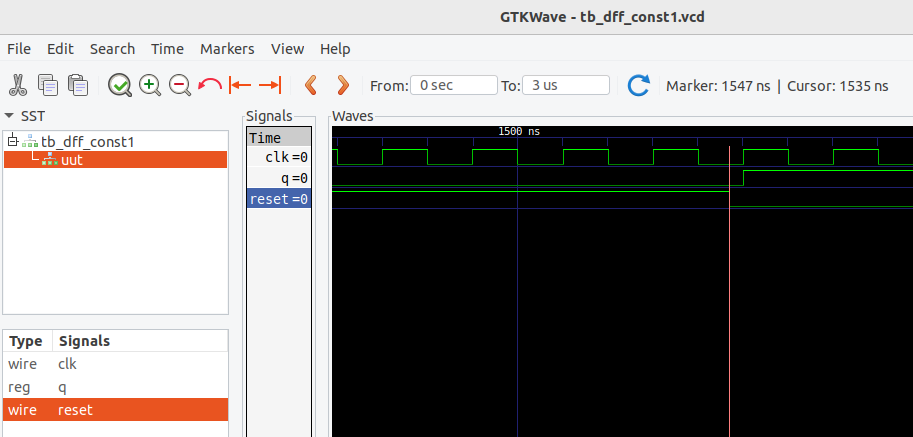 GTKWave - tb_dff_const1.vcd
File Edit Search Time Markers View Help
From: 0 sec To: 3 us Marker: 1547 ns | Cursor: 1535 ns
SST
tb_dff_const1
uut
Type Signals
wire clk
reg q
wire reset
Signals
Time
clk=0
q=0
reset=0
Waves
1500 ns